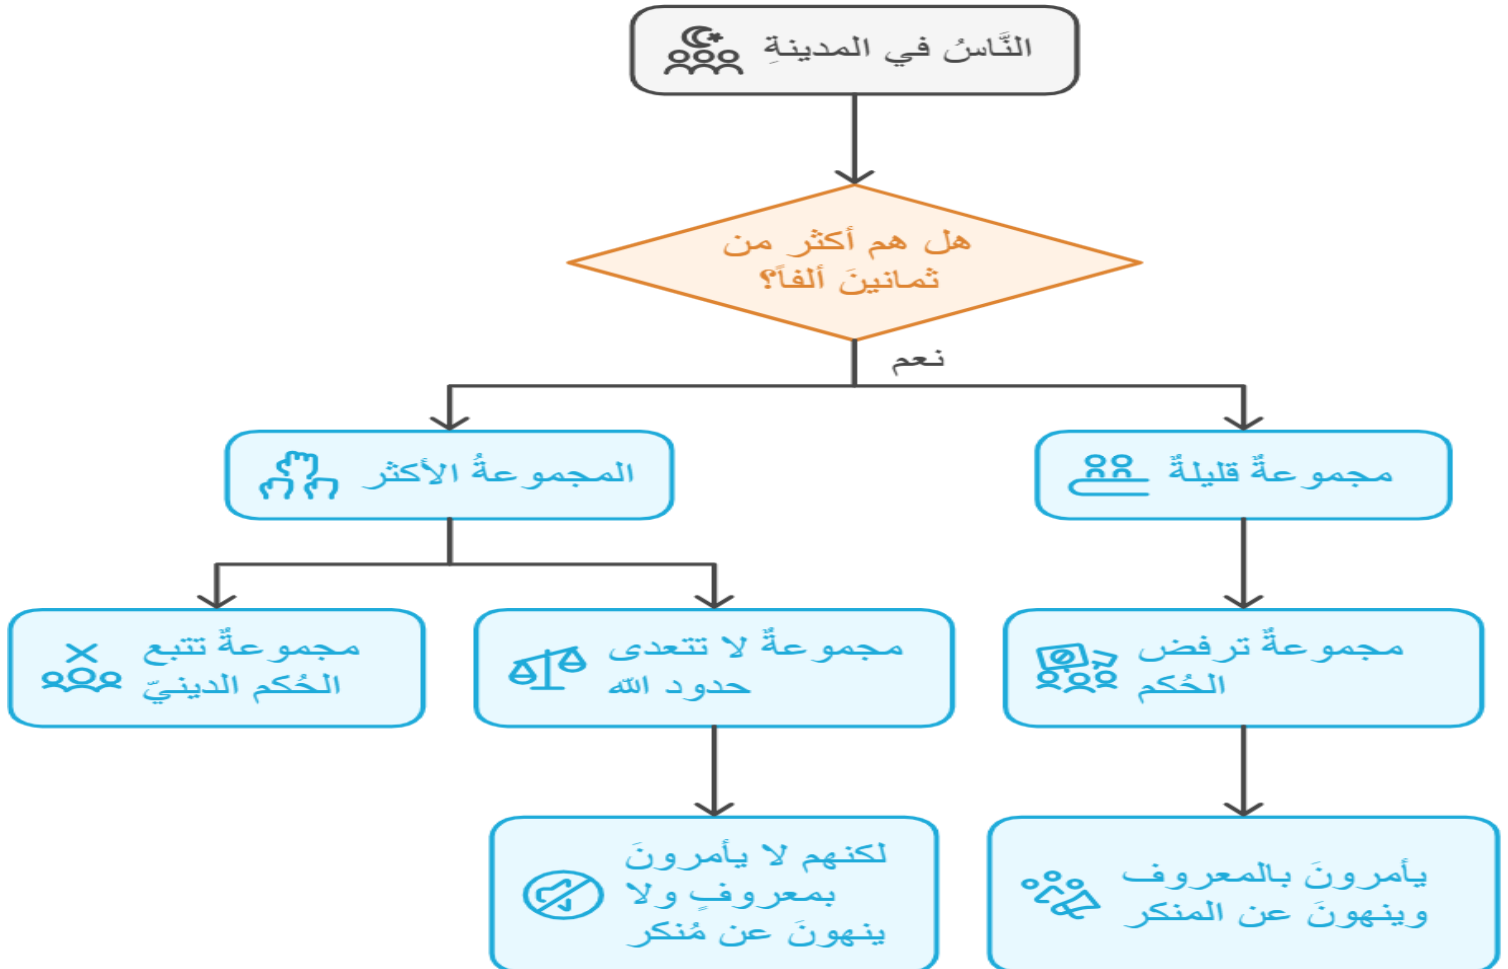 النَّاسُ في المدينةِ
هل هم أكثر من
ثمانينَ ألفاً؟
نعم
مجموعةٌ قليلةٌ
المجموعةُ الأكثر
مجموعةٌ ترفض
الحُكم
مجموعةٌ لا تتعدى
حدود الله
مجموعةٌ تتبع
الحُكم الدينيّ
يأمرونَ بالمعروف
وينهونَ عن المنكر
لكنهم لا يأمرونَ
بمعروفٍ ولا
ينهونَ عن مُنكر